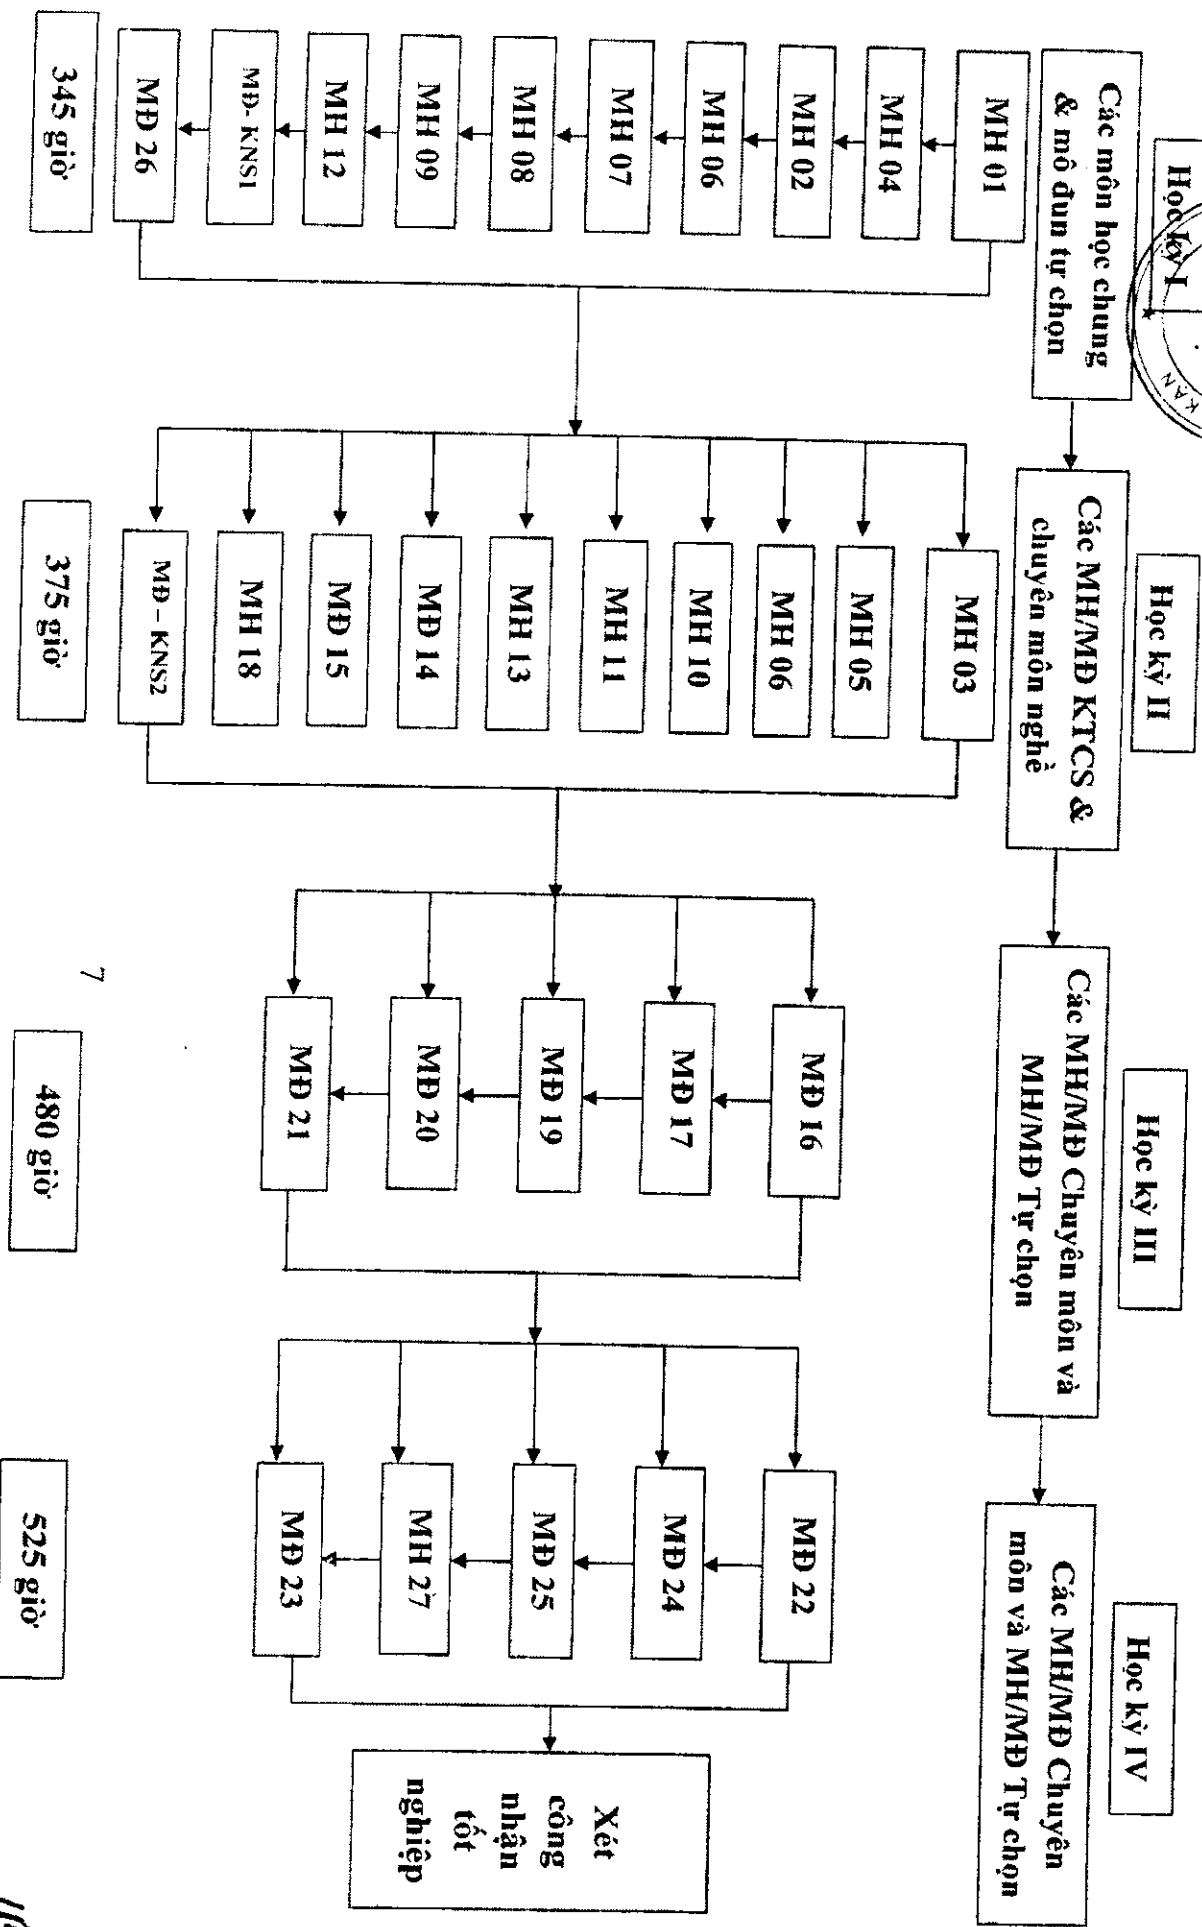 Học kỳ I
Học kỳ II
Học kỳ III
Học kỳ IV
Các môn học chung
& mô đun tự chọn
Các MH/MĐ KTCS &
chuyên môn nghề
Các MH/MĐ Chuyên môn và
MH/MĐ Tự chọn
Các MH/MĐ Chuyên
môn và MH/MĐ Tự chọn
MH 01
MH 04
MH 02
MH 06
MH 07
MH 08
MH 09
MH 12
MĐ- KNS1
MĐ 26
345 giờ
MH 03
MH 05
MH 06
MH 10
MH 11
MH 13
MĐ 14
MĐ 15
MH 18
MĐ – KNS2
375 giờ
MĐ 16
MĐ 17
MĐ 19
MĐ 20
MĐ 21
480 giờ
MĐ 22
MĐ 24
MĐ 25
MH 27
MĐ 23
525 giờ
Xét
công
nhận
tốt
nghiệp
7
KẠN